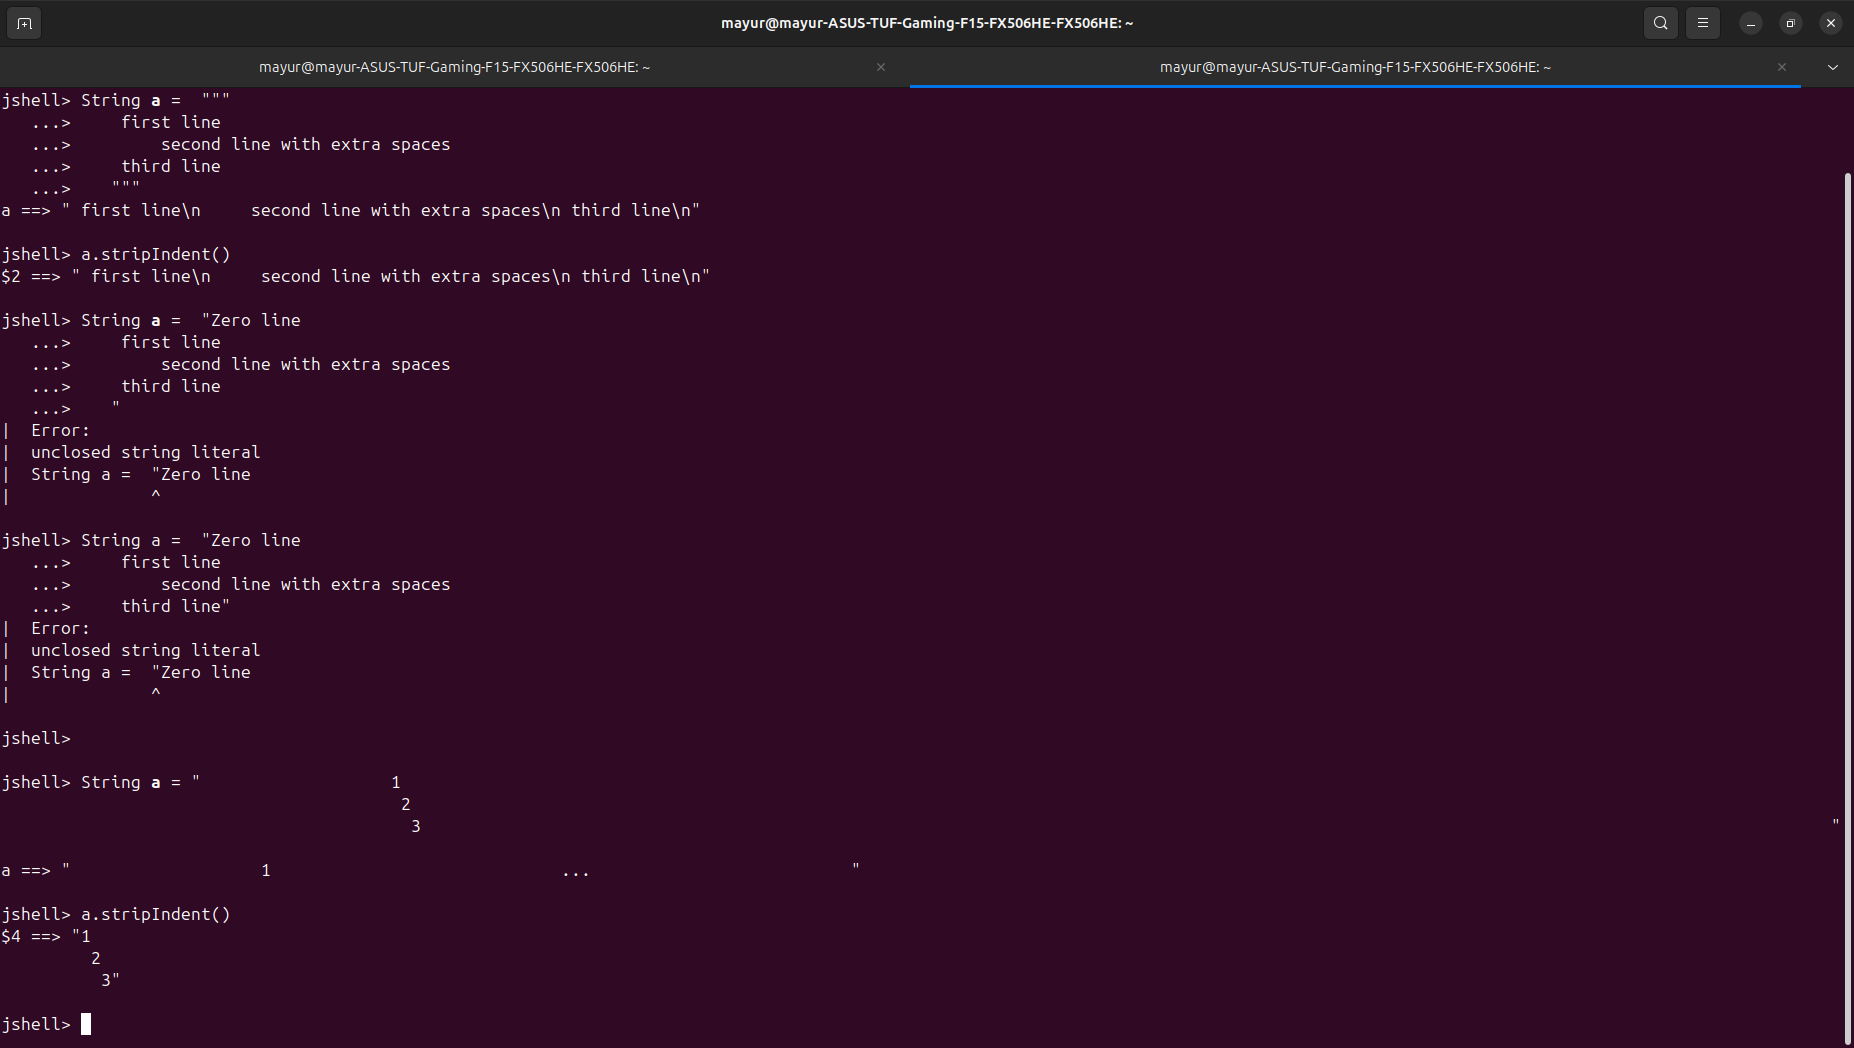 mayur@mayur-ASUS-TUF-Gaming-F15-FX506HE-FX506HE: ~
mayur@mayur-ASUS-TUF-Gaming-F15-FX506HE-FX506HE: ~
mayur@mayur-ASUS-TUF-Gaming-F15-FX506HE-FX506HE: ~
jshell> String a =  """
   ...>     first line
   ...>         second line with extra spaces
   ...>     third line
   ...>    """
a ==> " first line\n     second line with extra spaces\n third line\n"
jshell> a.stripIndent()
$2 ==> " first line\n     second line with extra spaces\n third line\n"
jshell> String a =  "Zero line
   ...>     first line
   ...>         second line with extra spaces
   ...>     third line
   ...>    "
|  Error:
|  unclosed string literal
|  String a =  "Zero line
|              ^
jshell> String a =  "Zero line
   ...>     first line
   ...>         second line with extra spaces
   ...>     third line"
|  Error:
|  unclosed string literal
|  String a =  "Zero line
|              ^
jshell>
jshell> String a = "                   1
                                        2
                                         3                                                                                                                                             "
a ==> "                   1                             ...                          "
jshell> a.stripIndent()
$4 ==> "1
         2
          3"
jshell>